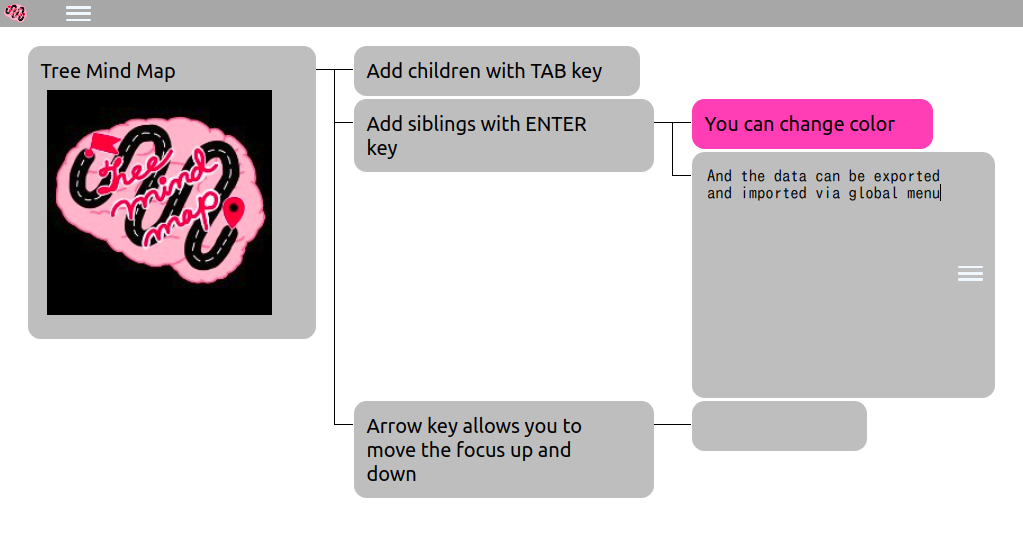 Tree Mind Map
tree
mind
map
Add children with TAB key
Add siblings with ENTER
key
You can change color
And the data can be exported
and imported via global menu
Arrow key allows you to
move the focus up and
down